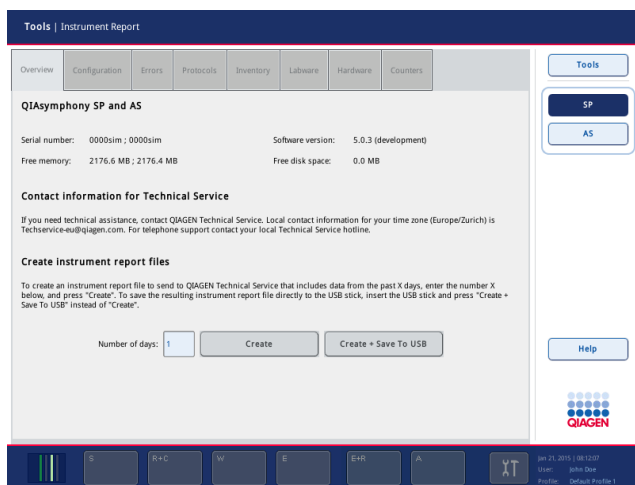 Tools | Instrument Report
Overview
Configuration
Errors
Protocols
Inventory
Labware
Hardware
Counters
Tools
SP
AS
QIAsymphony SP and AS
Serial number: 0000sim ; 0000sim
Software version: 5.0.3 (development)
Free memory: 2176.6 MB ; 2176.4 MB
Free disk space: 0.0 MB
Contact information for Technical Service
If you need technical assistance, contact QIAGEN Technical Service. Local contact information for your time zone (Europe/Zurich) is
Techservice-eu@qiagen.com. For telephone support contact your local Technical Service hotline.
Create instrument report files
To create an instrument report file to send to QIAGEN Technical Service that includes data from the past X days, enter the number X
below, and press "Create". To save the resulting instrument report file directly to the USB stick, insert the USB stick and press "Create +
Save To USB" instead of "Create".
Number of days: 1
Create
Create + Save To USB
Help
QIAGEN
S
R+C
W
E
E+R
A
Jan 21, 2015 | 08:12:07
User: John Doe
Profile: Default Profile 1